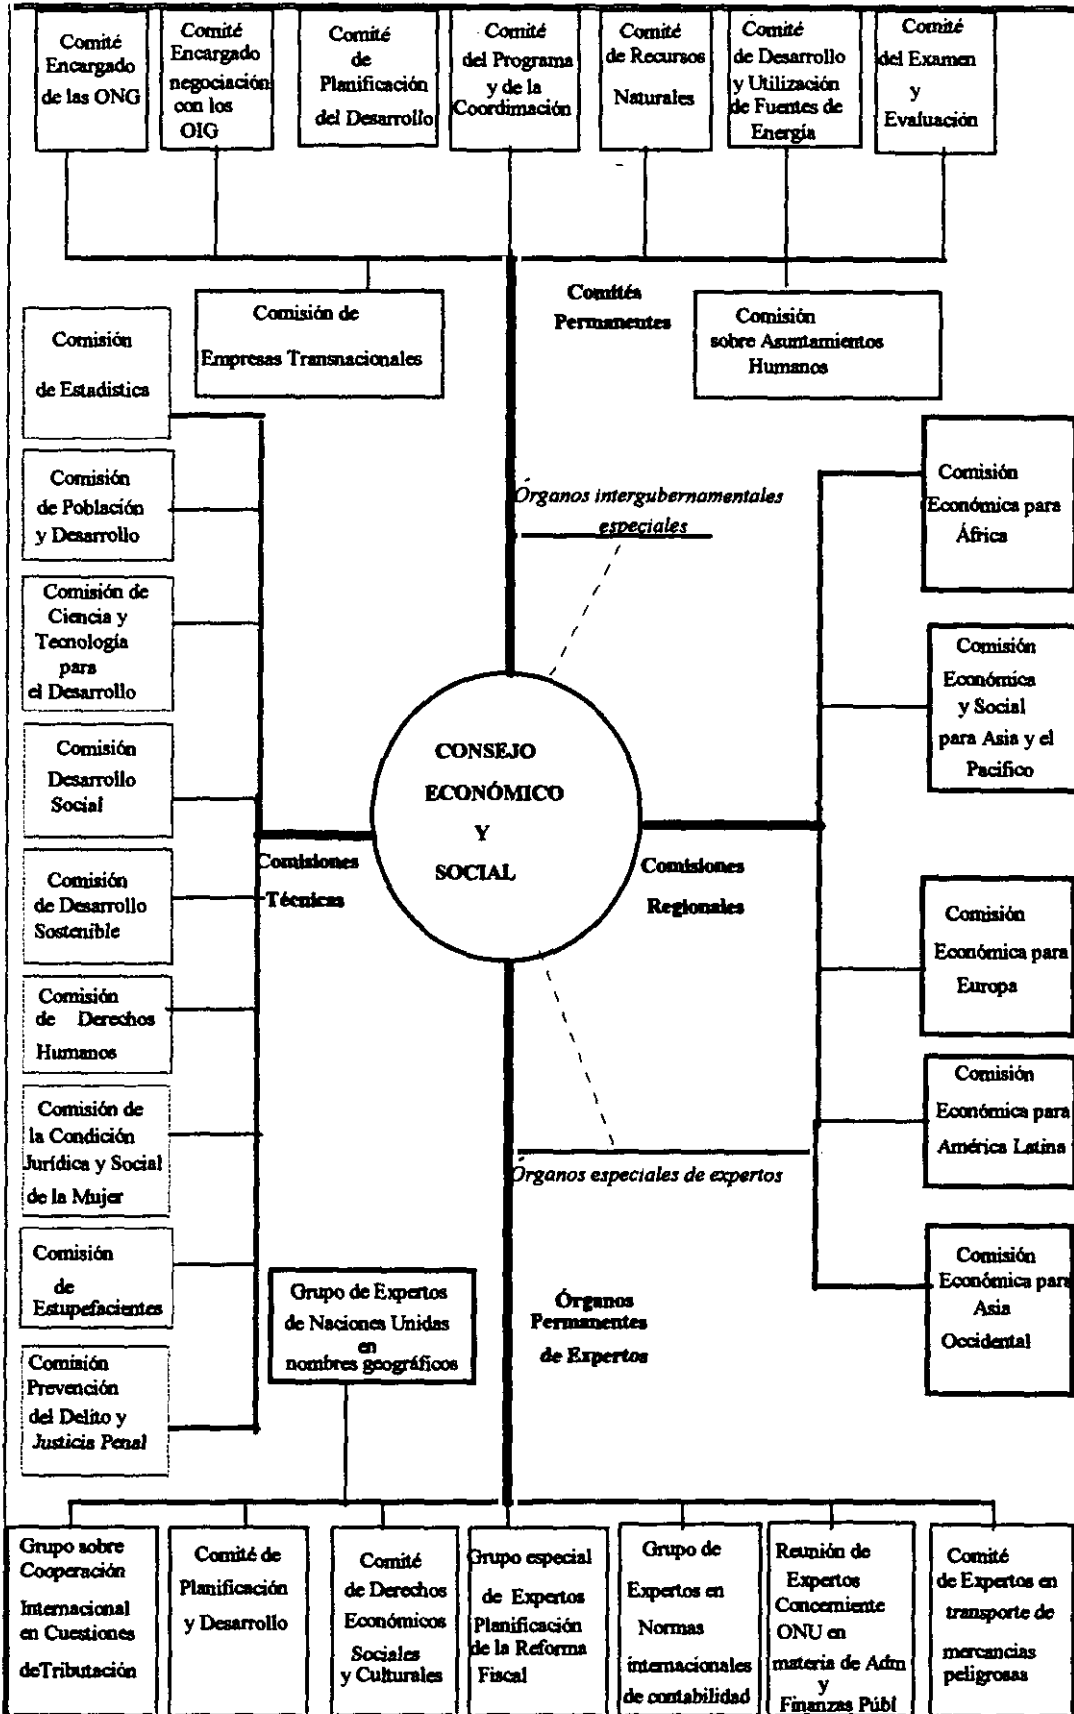 Comité
Encargado
de las ONG
Comité
Encargado
negociación
con los
OIG
Comité
de
Planificación
del Desarrollo
Comité
del Programa
y de la
Coordimación
Comité
de Recursos
Naturales
Comité
de Desarrollo
y Utilización
de Fuentes de
Energía
Comité
del Examen
y
Evaluación
Comités
Permanentes
Comisión de
Empresas Transnacionales
Comisión
sobre Asuntamientos
Humanos
Comisión
de Estadistica
Comisión
de Población
y Desarrollo
Comisión de
Ciencia y
Tecnología
para
el Desarrollo
Comisión
Desarrollo
Social
Comisión
de Desarrollo
Sostenible
Comisión
de Derechos
Humanos
Comisión de
la Condición
Jurídica y Social
de la Mujer
Comisión
de
Estupefacientes
Comisión
Prevención
del Delito y
Justicia Penal
Órganos intergubernamentales
especiales
CONSEJO
ECONÓMICO
Y
SOCIAL
Comisiones
Técnicas
Comisiones
Regionales
Comisión
Económica para
África
Comisión
Económica
y Social
para Asia y el
Pacifico
Comisión
Económica para
Europa
Comisión
Económica para
América Latina
Comisión
Económica para
Asia
Occidental
Órganos especiales de expertos
Grupo de Expertos
de Naciones Unidas
en
nombres geográficos
Órganos
Permanentes
de Expertos
Grupo sobre
Cooperación
Internacional
en Cuestiones
deTributación
Comité de
Planificación
y Desarrollo
Comité
de Derechos
Económicos
Sociales
y Culturales
Grupo especial
de Expertos
Planificación
de la Reforma
Fiscal
Grupo de
Expertos en
Normas
internacionales
de contabilidad
Reunión de
Expertos
Concerniente
ONU en
materia de Adm
y
Finanzas Públ
Comité
de Expertos en
transporte de
mercancías
peligrosas